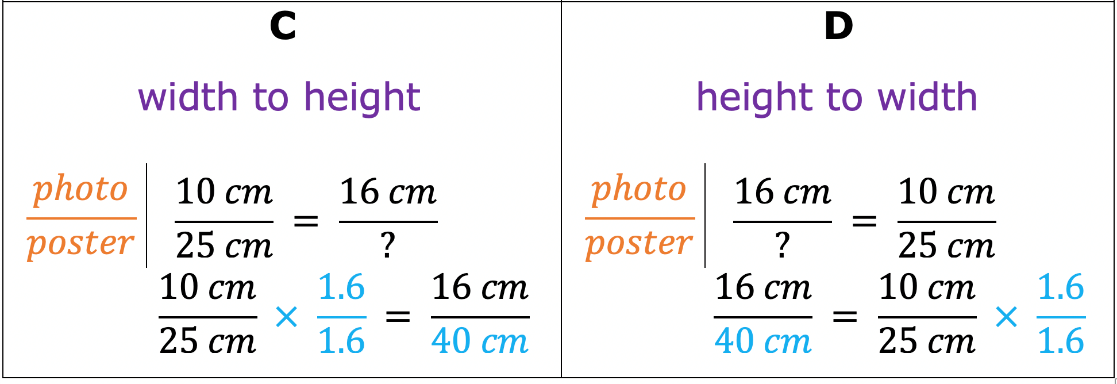 C
width to height
photo/poster | 10 cm/25 cm = 16 cm/?
10 cm/25 cm × 1.6/1.6 = 16 cm/40 cm
D
height to width
photo/poster | 16 cm/? = 10 cm/25 cm
16 cm/40 cm = 10 cm/25 cm × 1.6/1.6